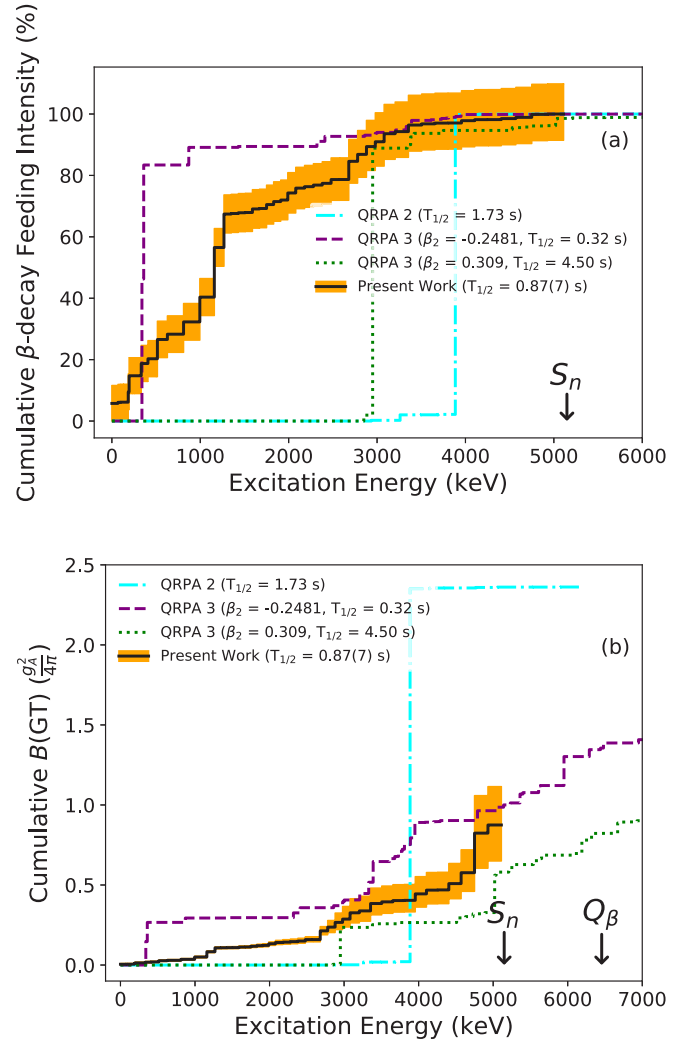 Cumulative β-decay Feeding Intensity (%)
100
80
60
40
20
0
(a)
QRPA 2 (T1/2 = 1.73 s)
QRPA 3 (β2 = -0.2481, T1/2 = 0.32 s)
QRPA 3 (β2 = 0.309, T1/2 = 4.50 s)
Present Work (T1/2 = 0.87(7) s)
Sn
0 1000 2000 3000 4000 5000 6000
Excitation Energy (keV)
Cumulative B(GT) (g_A^2/4π)
2.5
2.0
1.5
1.0
0.5
0.0
QRPA 2 (T1/2 = 1.73 s)
QRPA 3 (β2 = -0.2481, T1/2 = 0.32 s)
QRPA 3 (β2 = 0.309, T1/2 = 4.50 s)
Present Work (T1/2 = 0.87(7) s)
(b)
Sn
Qβ
0 1000 2000 3000 4000 5000 6000 7000
Excitation Energy (keV)